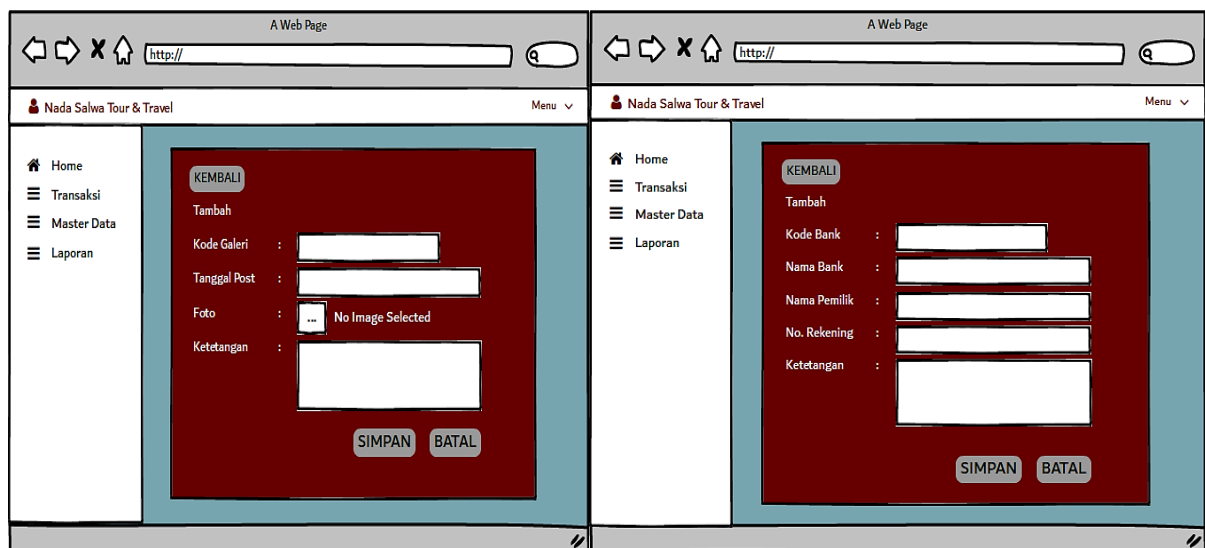 A Web Page
http://
Nada Salwa Tour & Travel
Menu
Home
Transaksi
Master Data
Laporan
KEMBALI
Tambah
Kode Galeri :
Tanggal Post :
Foto : ... No Image Selected
Ketetangan :
SIMPAN BATAL
A Web Page
http://
Nada Salwa Tour & Travel
Menu
Home
Transaksi
Master Data
Laporan
KEMBALI
Tambah
Kode Bank :
Nama Bank :
Nama Pemilik :
No. Rekening :
Ketetangan :
SIMPAN BATAL